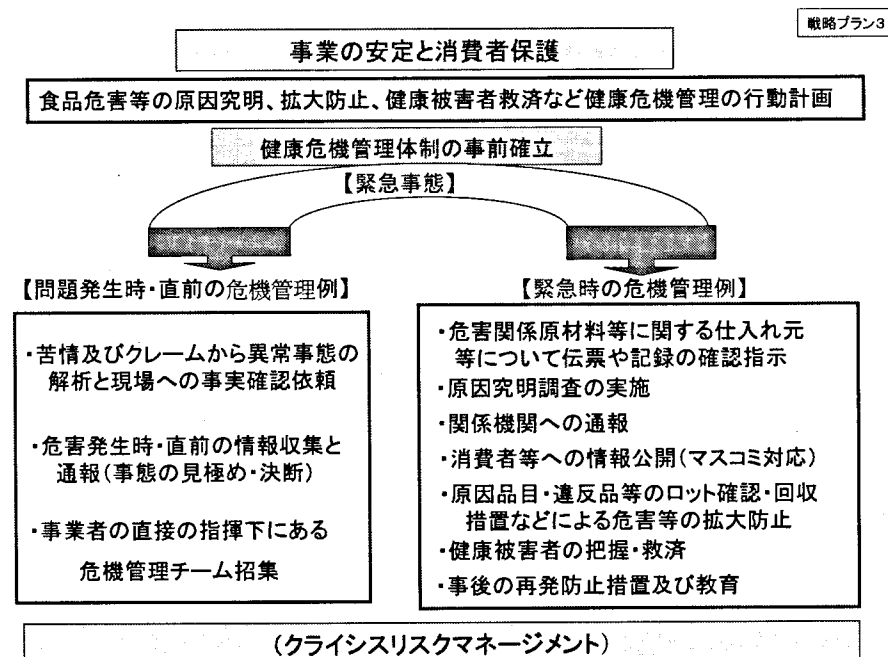 戦略プラン3
事業の安定と消費者保護
食品危害等の原因究明、拡大防止、健康被害者救済など健康危機管理の行動計画
健康危機管理体制の事前確立
【緊急事態】
【問題発生時・直前の危機管理例】
・苦情及びクレームから異常事態の
解析と現場への事実確認依頼
・危害発生時・直前の情報収集と
通報(事態の見極め・決断)
・事業者の直接の指揮下にある
危機管理チーム招集
【緊急時の危機管理例】
・危害関係原材料等に関する仕入れ元
等について伝票や記録の確認指示
・原因究明調査の実施
・関係機関への通報
・消費者等への情報公開(マスコミ対応)
・原因品目・違反品等のロット確認・回収
措置などによる危害等の拡大防止
・健康被害者の把握・救済
・事後の再発防止措置及び教育
(クライシスリスクマネージメント)